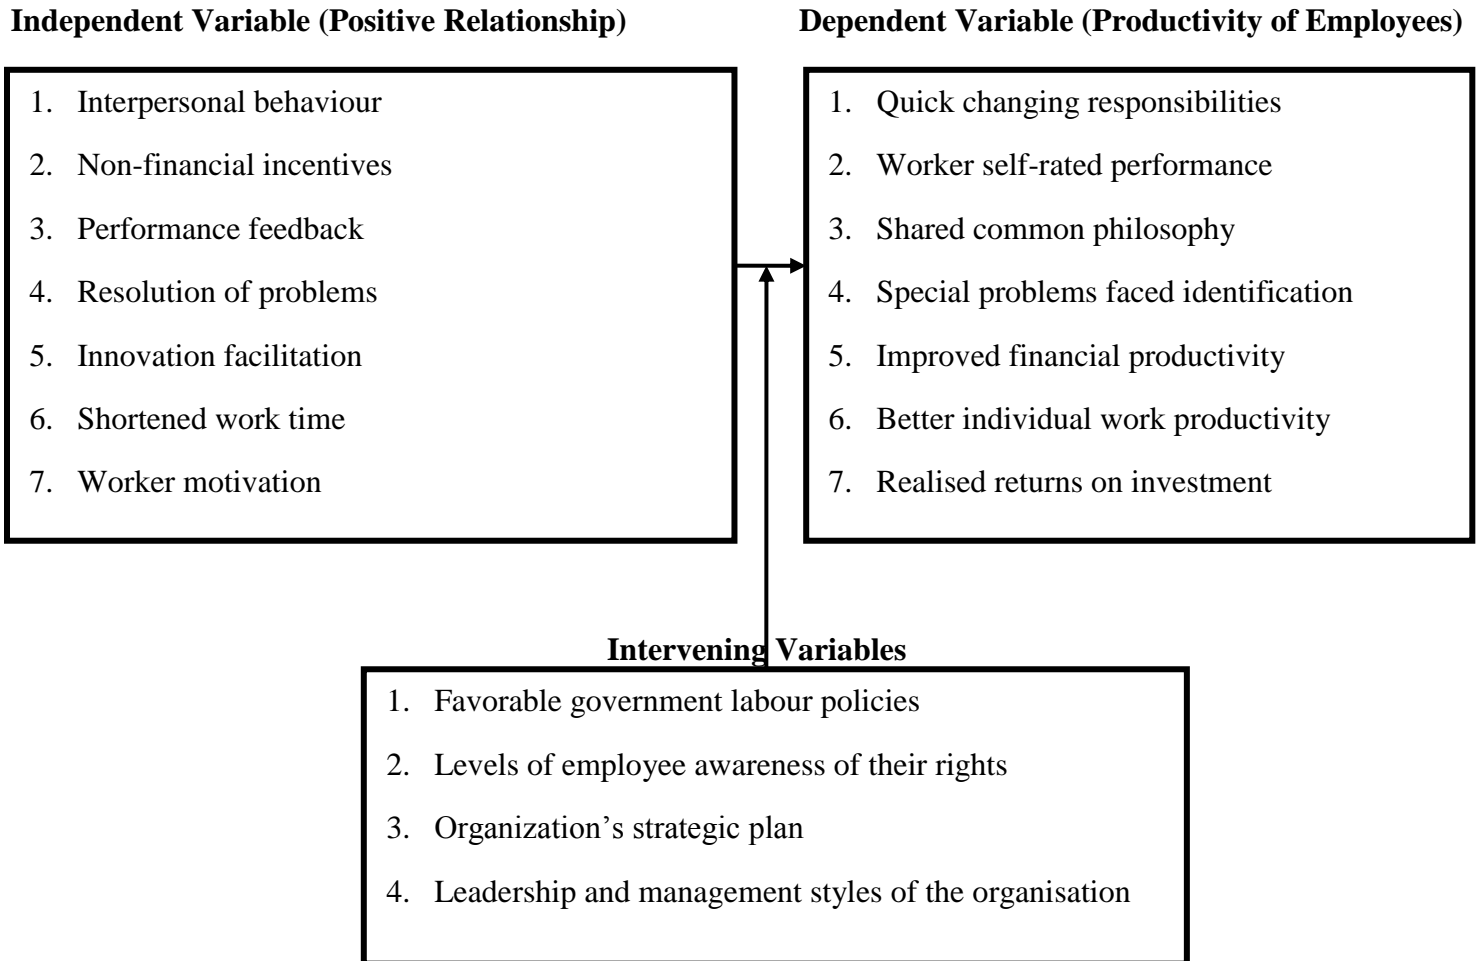 Independent Variable (Positive Relationship)
1. Interpersonal behaviour
2. Non-financial incentives
3. Performance feedback
4. Resolution of problems
5. Innovation facilitation
6. Shortened work time
7. Worker motivation
Dependent Variable (Productivity of Employees)
1. Quick changing responsibilities
2. Worker self-rated performance
3. Shared common philosophy
4. Special problems faced identification
5. Improved financial productivity
6. Better individual work productivity
7. Realised returns on investment
Intervening Variables
1. Favorable government labour policies
2. Levels of employee awareness of their rights
3. Organization’s strategic plan
4. Leadership and management styles of the organisation